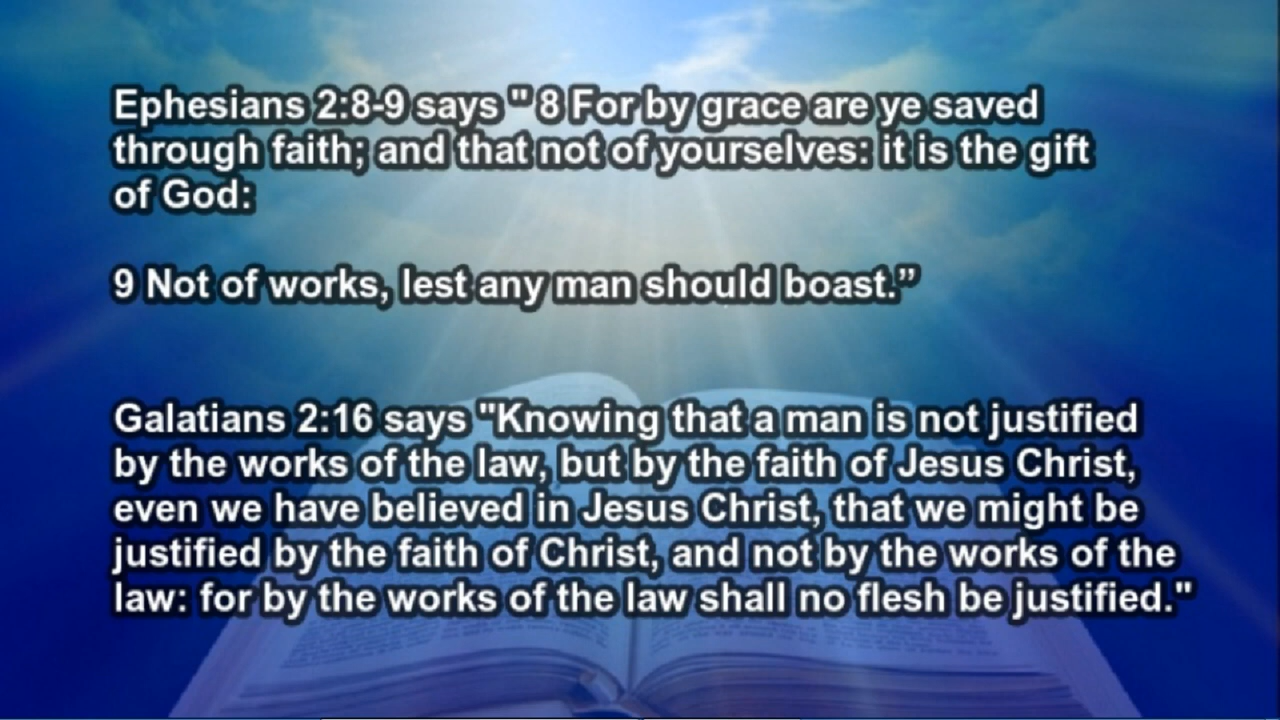 Ephesians 2:8-9 says " 8 For by grace are ye saved
through faith; and that not of yourselves: it is the gift
of God:
9 Not of works, lest any man should boast.”
Galatians 2:16 says "Knowing that a man is not justified
by the works of the law, but by the faith of Jesus Christ,
even we have believed in Jesus Christ, that we might be
justified by the faith of Christ, and not by the works of the
law: for by the works of the law shall no flesh be justified."